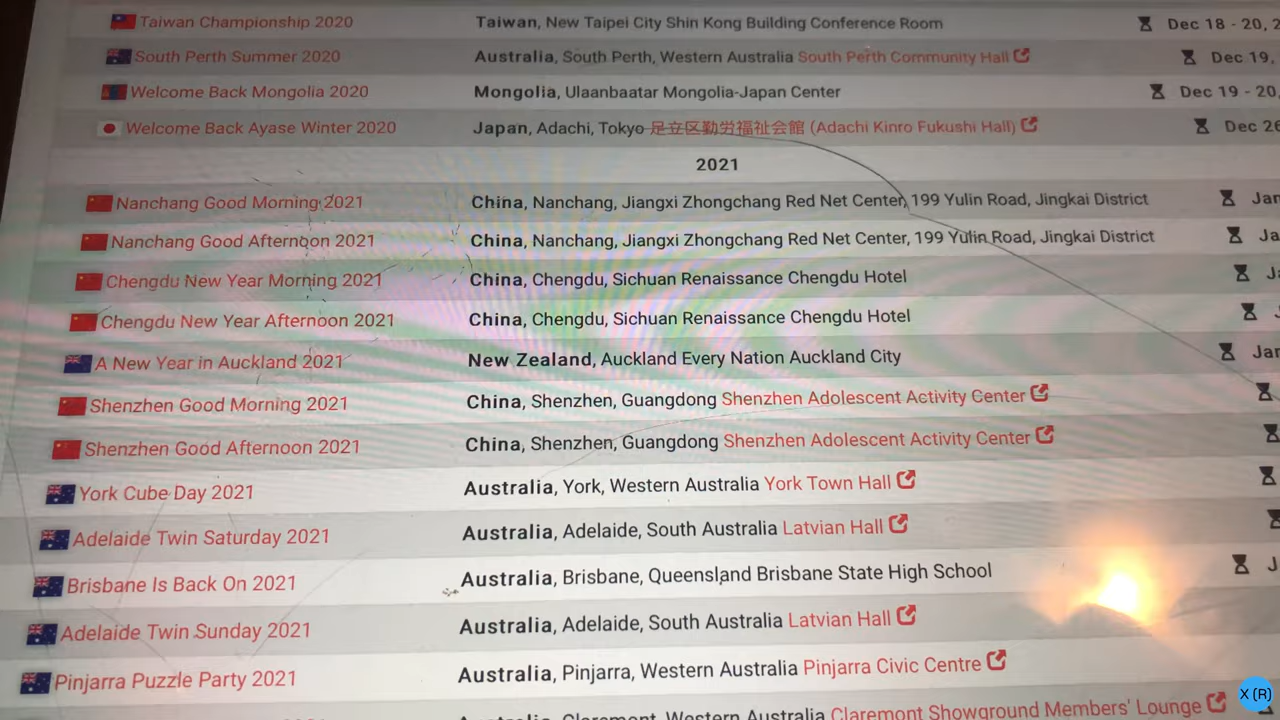 Taiwan Championship 2020 Taiwan, New Taipei City Shin Kong Building Conference Room Dec 18 - 20, 2
South Perth Summer 2020 Australia, South Perth, Western Australia South Perth Community Hall Dec 19,
Welcome Back Mongolia 2020 Mongolia, Ulaanbaatar Mongolia-Japan Center Dec 19 - 20,
Welcome Back Ayase Winter 2020 Japan, Adachi, Tokyo 足立区勤労福祉会館 (Adachi Kinro Fukushi Hall) Dec 26
2021
Nanchang Good Morning 2021 China, Nanchang, Jiangxi Zhongchang Red Net Center, 199 Yulin Road, Jingkai District Jan
Nanchang Good Afternoon 2021 China, Nanchang, Jiangxi Zhongchang Red Net Center, 199 Yulin Road, Jingkai District Ja
Chengdu New Year Morning 2021 China, Chengdu, Sichuan Renaissance Chengdu Hotel Ja
Chengdu New Year Afternoon 2021 China, Chengdu, Sichuan Renaissance Chengdu Hotel J
A New Year in Auckland 2021 New Zealand, Auckland Every Nation Auckland City Jan
Shenzhen Good Morning 2021 China, Shenzhen, Guangdong Shenzhen Adolescent Activity Center
Shenzhen Good Afternoon 2021 China, Shenzhen, Guangdong Shenzhen Adolescent Activity Center
York Cube Day 2021 Australia, York, Western Australia York Town Hall
Adelaide Twin Saturday 2021 Australia, Adelaide, South Australia Latvian Hall
Brisbane Is Back On 2021 Australia, Brisbane, Queensland Brisbane State High School J
Adelaide Twin Sunday 2021 Australia, Adelaide, South Australia Latvian Hall
Pinjarra Puzzle Party 2021 Australia, Pinjarra, Western Australia Pinjarra Civic Centre
Australia, Claremont, Western Australia Claremont Showground Members' Lounge
X (R)